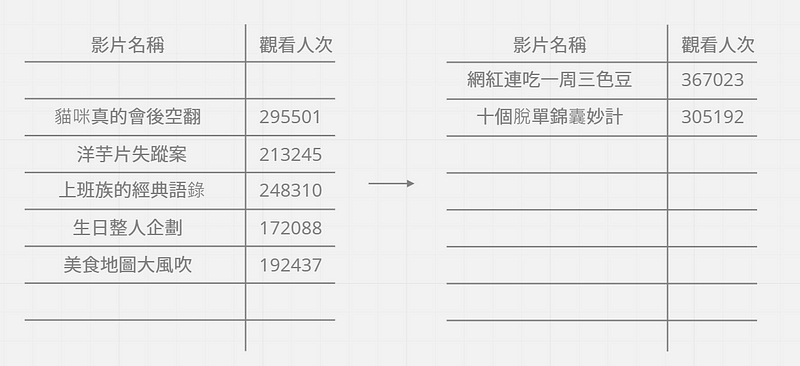 影片名稱 觀看人次
貓咪真的會後空翻 295501
洋芋片失蹤案 213245
上班族的經典語錄 248310
生日整人企劃 172088
美食地圖大風吹 192437
影片名稱 觀看人次
網紅連吃一周三色豆 367023
十個脫單錦囊妙計 305192